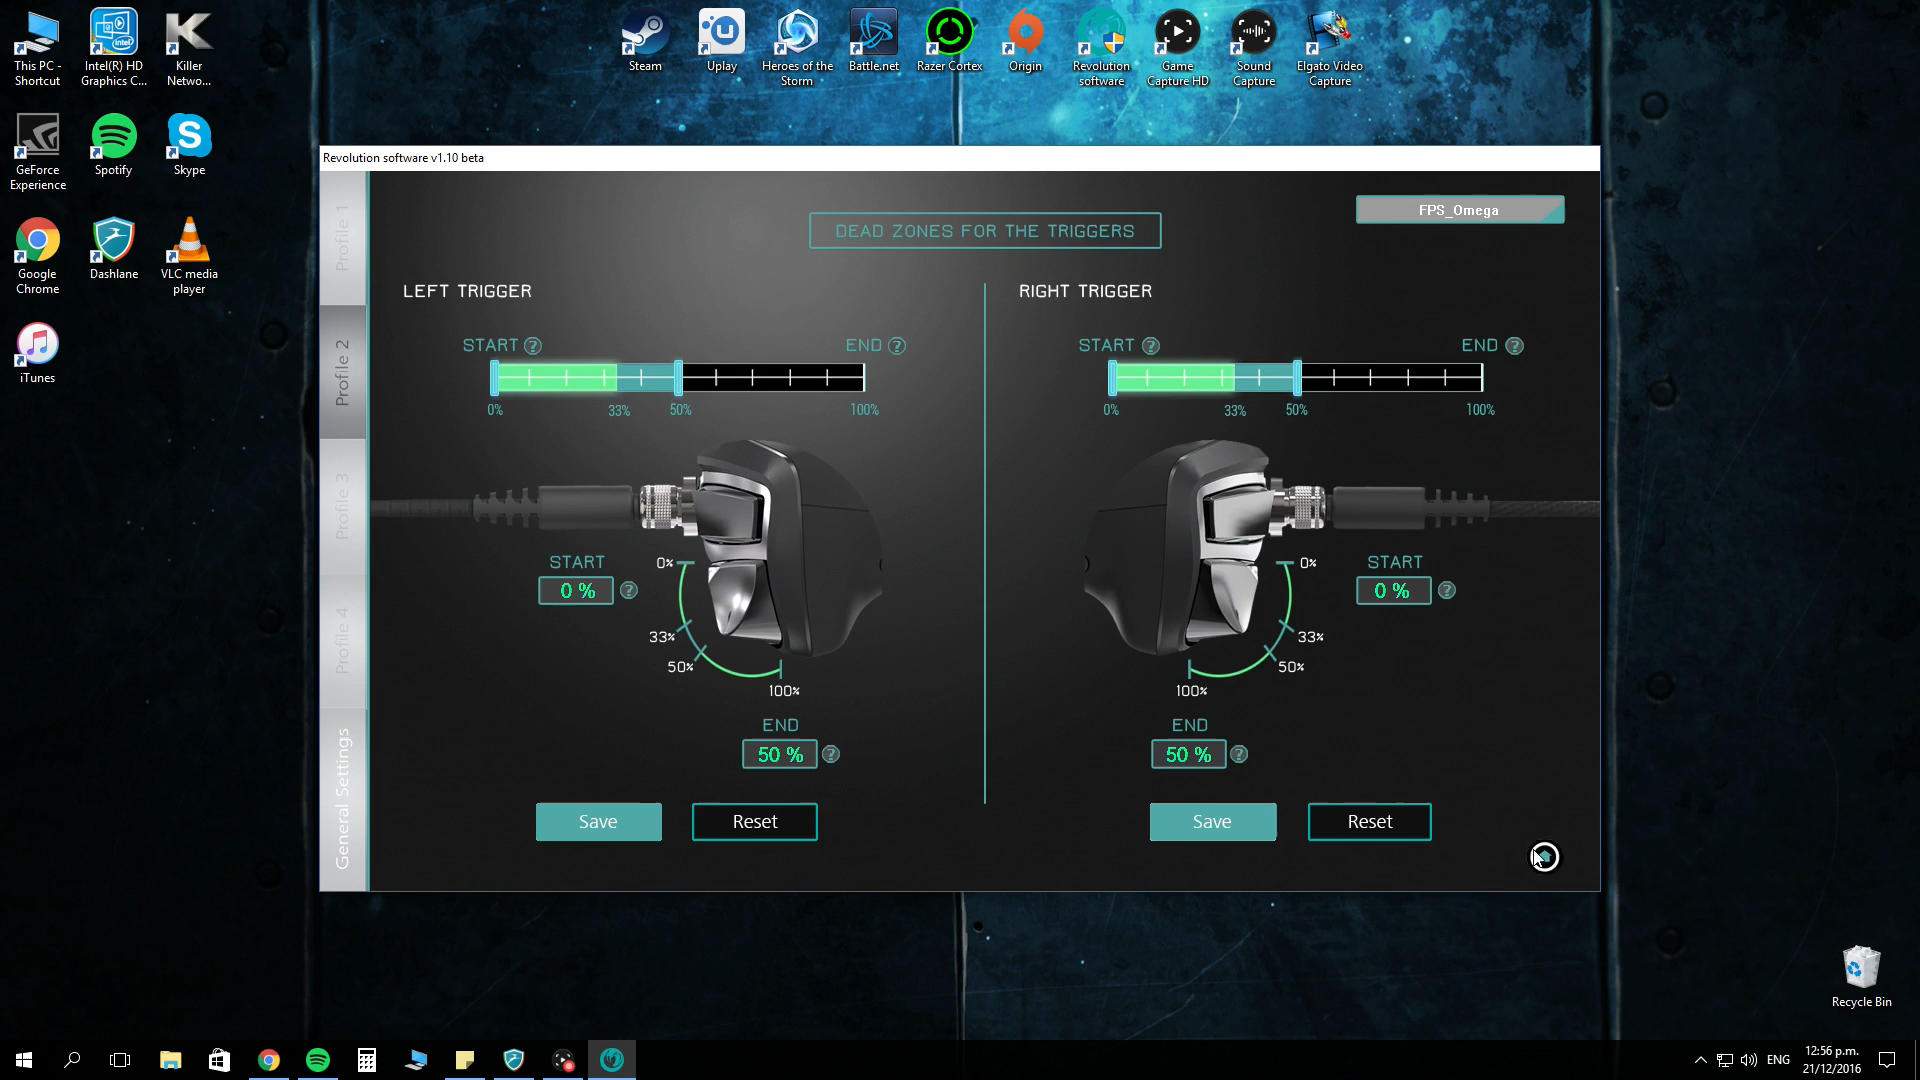 This PC -
Shortcut
Intel(R) HD
Graphics C...
Killer
Netwo...
Steam
Uplay
Heroes of the
Storm
Battle.net
Razer Cortex
Origin
Revolution
software
Game
Capture HD
Sound
Capture
Elgato Video
Capture
GeForce
Experience
Spotify
Skype
Google
Chrome
Dashlane
VLC media
player
iTunes
Revolution software v1.10 beta
Profile 1
Profile 2
Profile 3
Profile 4
General Settings
FPS_Omega
DEAD ZONES FOR THE TRIGGERS
LEFT TRIGGER
START ?
END ?
0%
33%
50%
100%
START
0 %
?
0%
33%
50%
100%
END
50 %
?
Save
Reset
RIGHT TRIGGER
START ?
END ?
0%
33%
50%
100%
START
0 %
?
0%
33%
50%
100%
END
50 %
?
Save
Reset
Recycle Bin
ENG
12:56 p.m.
21/12/2016